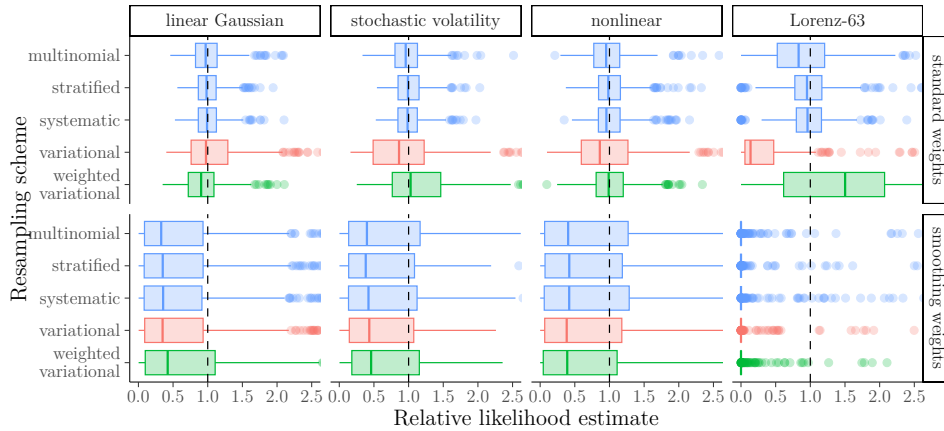 linear Gaussian
stochastic volatility
nonlinear
Lorenz-63
Resampling scheme
multinomial
stratified
systematic
variational
weighted
variational
standard weights
multinomial
stratified
systematic
variational
weighted
variational
smoothing weights
0.0 0.5 1.0 1.5 2.0 2.5
0.0 0.5 1.0 1.5 2.0 2.5
0.0 0.5 1.0 1.5 2.0 2.5
0.0 0.5 1.0 1.5 2.0 2.5
Relative likelihood estimate